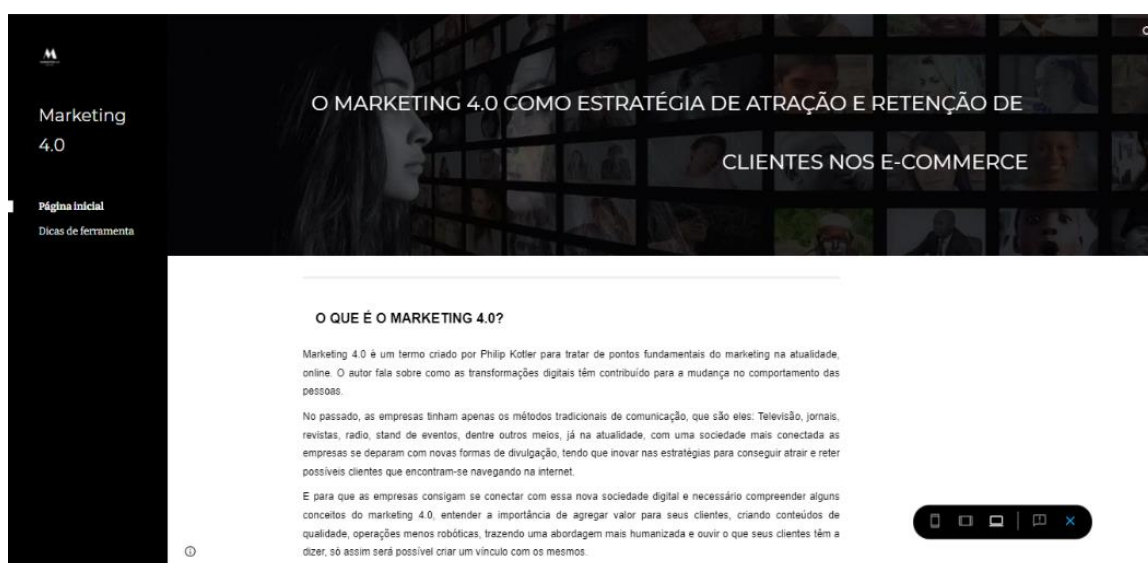 Marketing
4.0
Página inicial
Dicas de ferramenta
O MARKETING 4.0 COMO ESTRATÉGIA DE ATRAÇÃO E RETENÇÃO DE
CLIENTES NOS E-COMMERCE
O QUE É O MARKETING 4.0?
Marketing 4.0 é um termo criado por Philip Kotler para tratar de pontos fundamentais do marketing na atualidade,
online. O autor fala sobre como as transformações digitais têm contribuído para a mudança no comportamento das
pessoas.
No passado, as empresas tinham apenas os métodos tradicionais de comunicação, que são eles: Televisão, jornais,
revistas, radio, stand de eventos, dentre outros meios, já na atualidade, com uma sociedade mais conectada as
empresas se deparam com novas formas de divulgação, tendo que inovar nas estratégias para conseguir atrair e reter
possíveis clientes que encontram-se navegando na internet.
E para que as empresas consigam se conectar com essa nova sociedade digital e necessário compreender alguns
conceitos do marketing 4.0, entender a importância de agregar valor para seus clientes, criando conteúdos de
qualidade, operações menos robóticas, trazendo uma abordagem mais humanizada e ouvir o que seus clientes têm a
dizer, só assim será possível criar um vínculo com os mesmos.